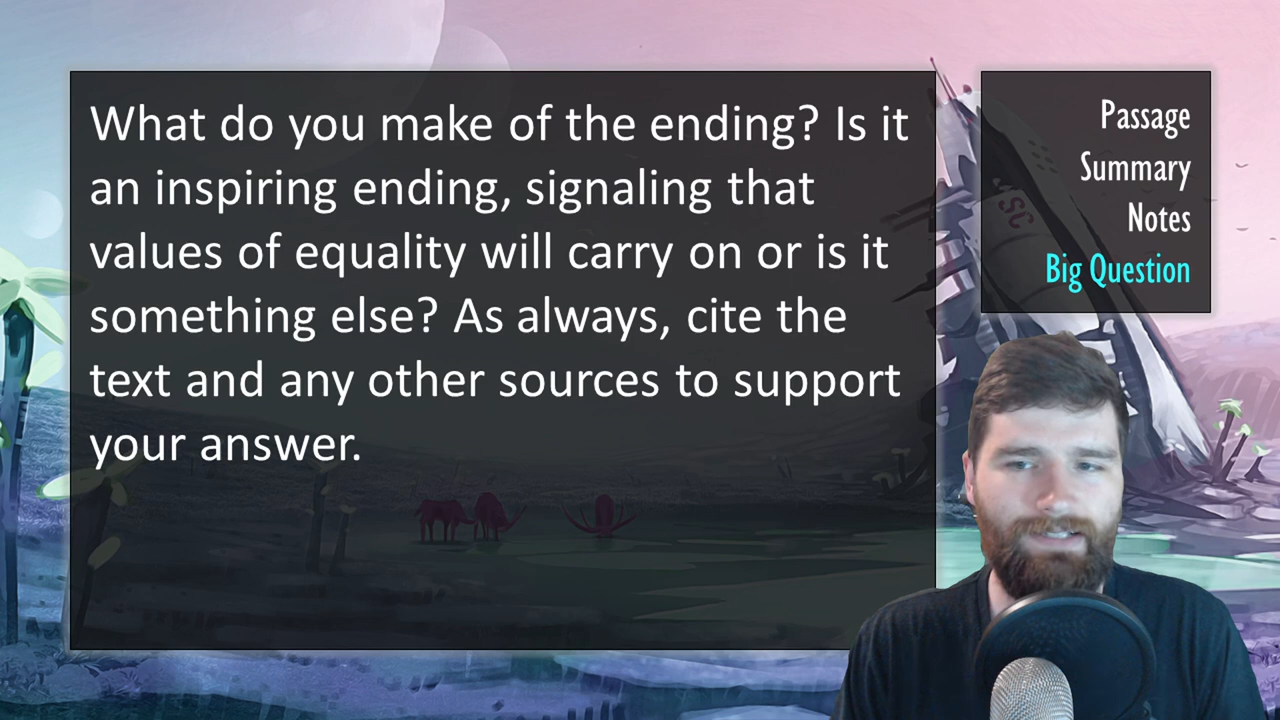 What do you make of the ending? Is it
an inspiring ending, signaling that
values of equality will carry on or is it
something else? As always, cite the
text and any other sources to support
your answer.
Passage
Summary
Notes
Big Question